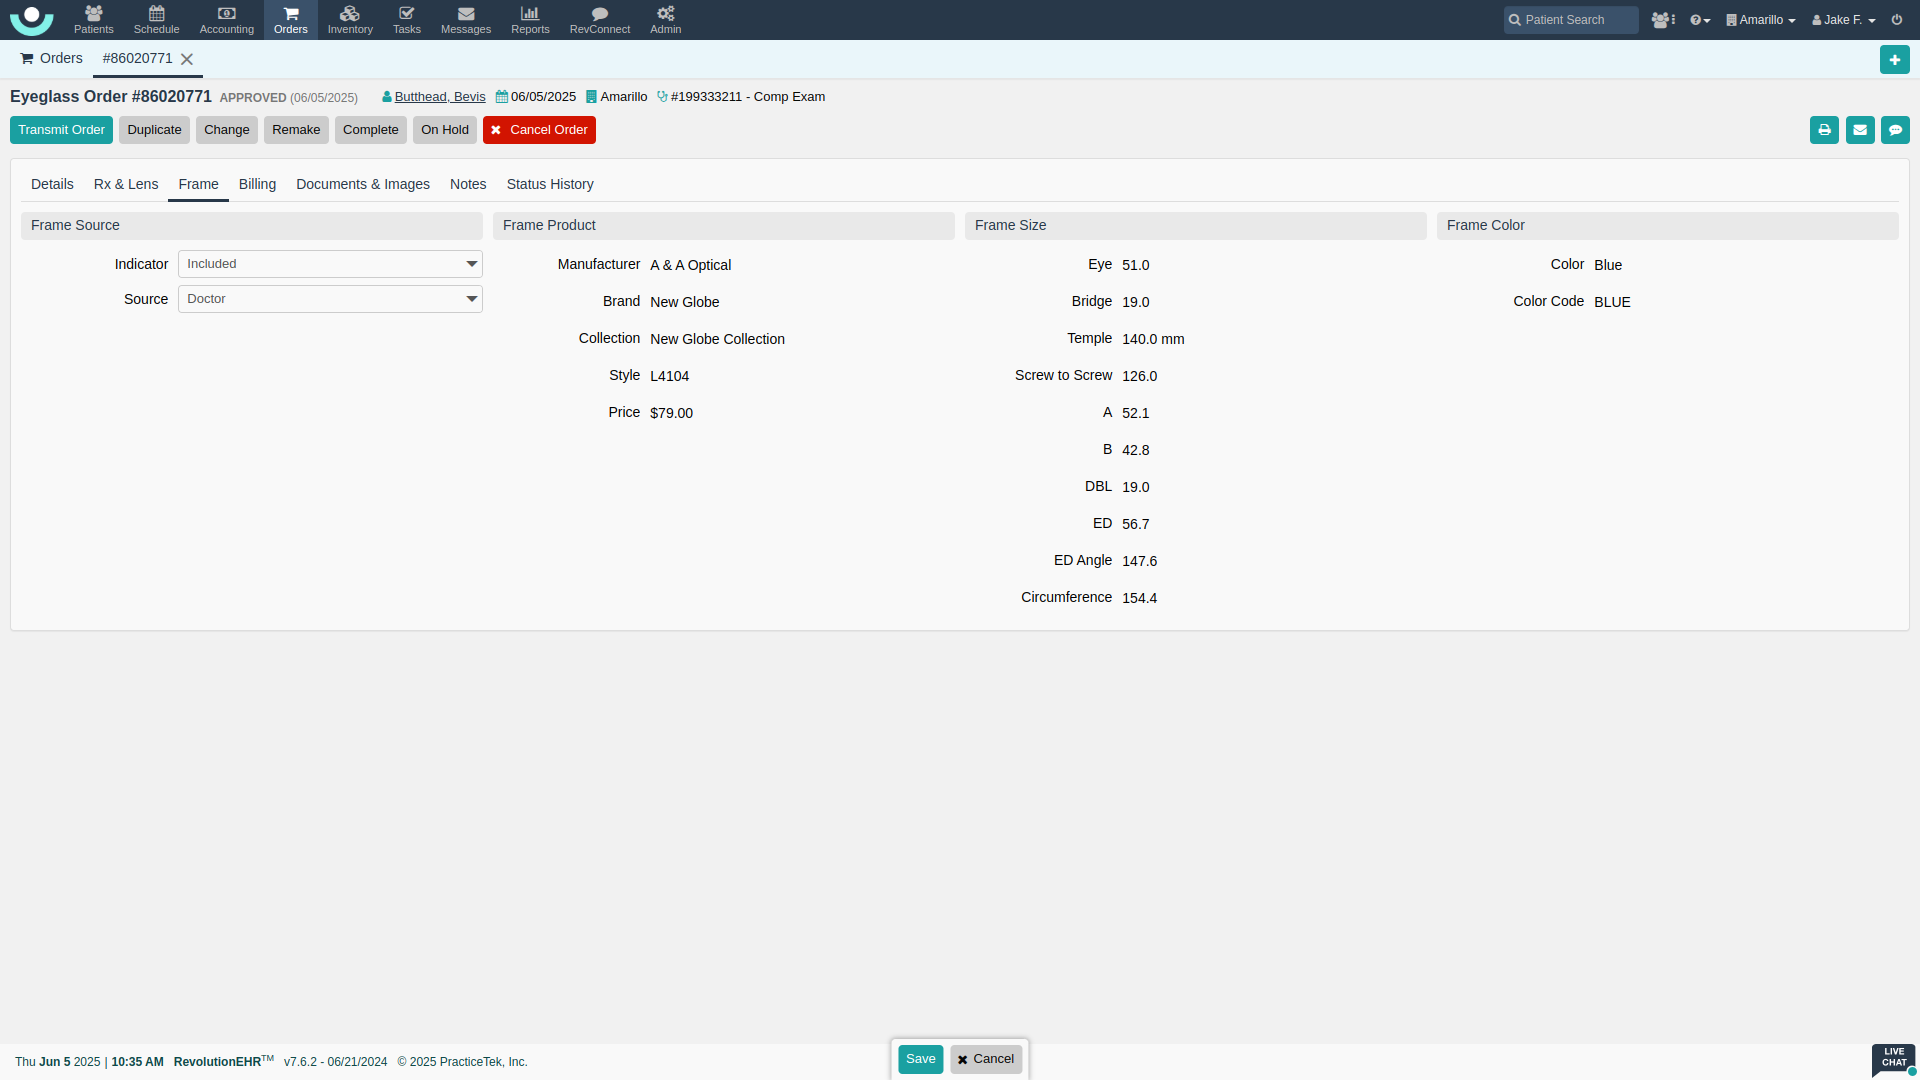 Patients Schedule Accounting Orders Inventory Tasks Messages Reports RevConnect Admin Patient Search Amarillo Jake F.
Orders #86020771
Eyeglass Order #86020771 APPROVED (06/05/2025) Butthead, Bevis 06/05/2025 Amarillo #199333211 - Comp Exam
Transmit Order Duplicate Change Remake Complete On Hold Cancel Order
Details Rx & Lens Frame Billing Documents & Images Notes Status History
Frame Source Frame Product Frame Size Frame Color
Indicator Included Manufacturer A & A Optical Eye 51.0 Color Blue
Source Doctor Brand New Globe Bridge 19.0 Color Code BLUE
Collection New Globe Collection Temple 140.0 mm
Style L4104 Screw to Screw 126.0
Price $79.00 A 52.1
B 42.8
DBL 19.0
ED 56.7
ED Angle 147.6
Circumference 154.4
Thu Jun 5 2025 | 10:35 AM RevolutionEHR™ v7.6.2 - 06/21/2024 © 2025 PracticeTek, Inc. Save Cancel
LIVE
CHAT